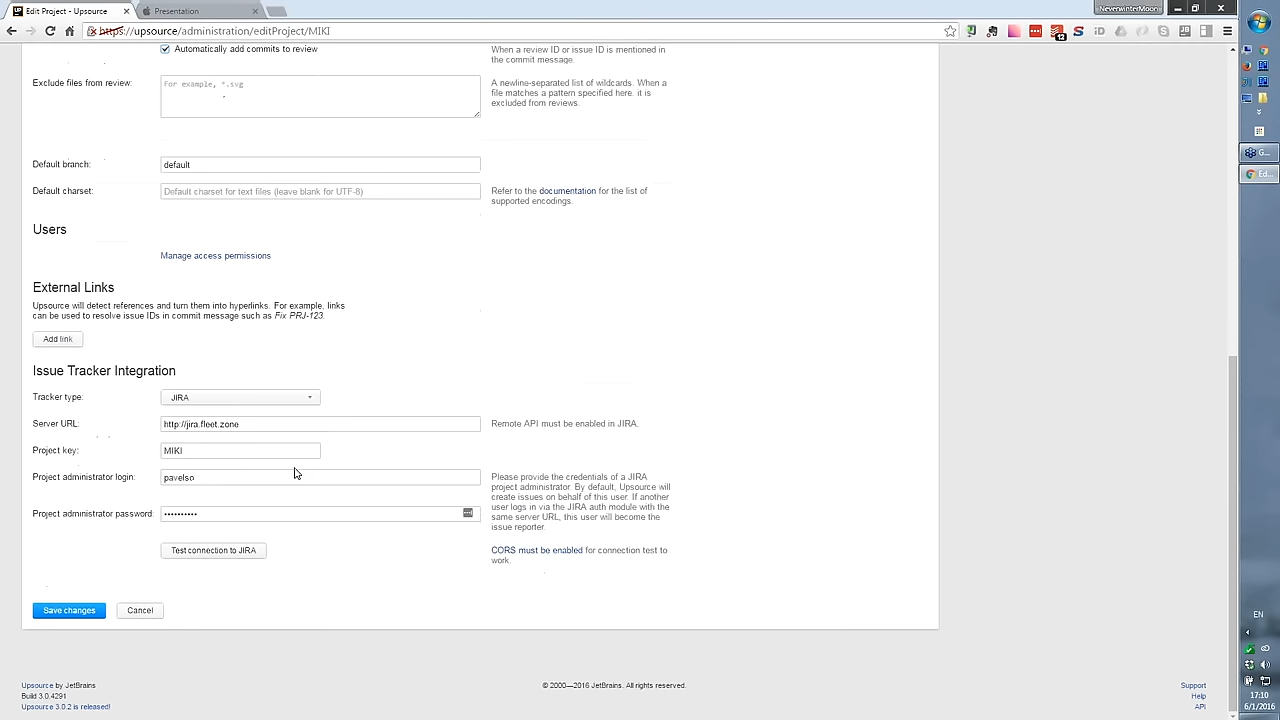 Edit Project - Upsource
Presentation
NeverwinterMoon
https://upsource/administration/editProject/MIKI
12
Automatically add commits to review
When a review ID or issue ID is mentioned in
the commit message.
Exclude files from review:
For example, *.svg
A newline-separated list of wildcards. When a
file matches a pattern specified here, it is
excluded from reviews.
Default branch:
default
Default charset:
Default charset for text files (leave blank for UTF-8)
Refer to the documentation for the list of
supported encodings.
Users
Manage access permissions
External Links
Upsource will detect references and turn them into hyperlinks. For example, links
can be used to resolve issue IDs in commit message such as Fix PRJ-123.
Add link
Issue Tracker Integration
Tracker type:
JIRA
Server URL:
http://jira.fleet.zone
Remote API must be enabled in JIRA.
Project key:
MIKI
Project administrator login:
pavelso
Please provide the credentials of a JIRA
project administrator. By default, Upsource will
create issues on behalf of this user. If another
user logs in via the JIRA auth module with the
same server URL, this user will become the
issue reporter.
Project administrator password:
••••••••••
Test connection to JIRA
CORS must be enabled for connection test to
work.
Save changes
Cancel
Upsource by JetBrains
Build 3.0.4291
Upsource 3.0.2 is released!
© 2000—2016 JetBrains. All rights reserved.
Support
Help
API
G...
Ed...
EN
17:10
6/1/2016